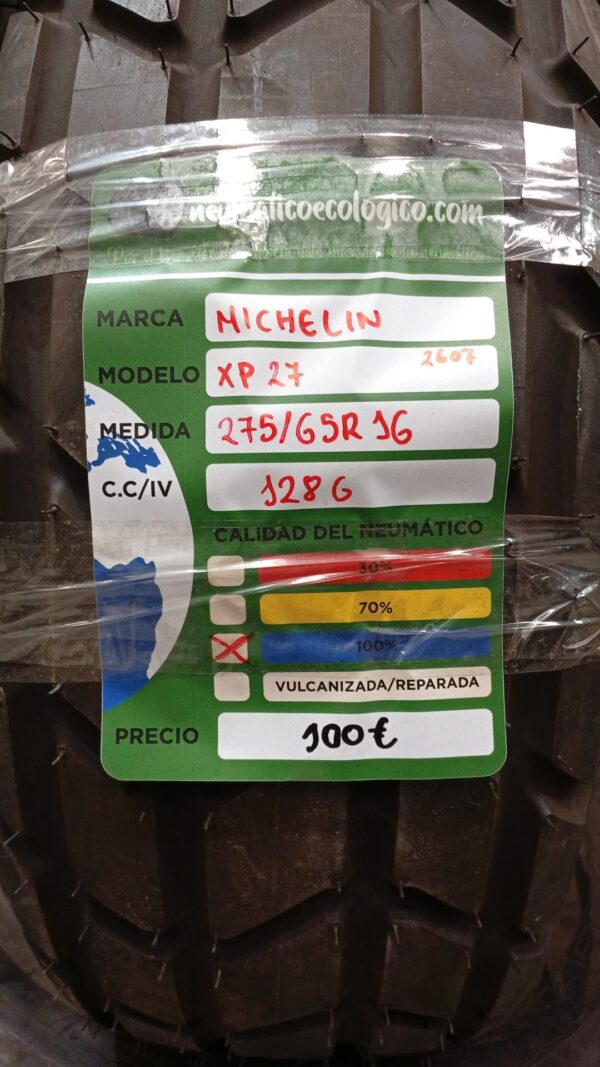 neumaticoecologico.com
MARCA MICHELIN
MODELO XP 27 2607
MEDIDA 275/65R 16
C.C/IV 128 G
CALIDAD DEL NEUMÁTICO
30%
70%
100%
VULCANIZADA/REPARADA
PRECIO 100€